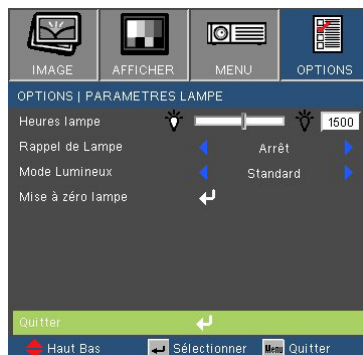 IMAGE AFFICHER MENU OPTIONS
OPTIONS | PARAMETRES LAMPE
Heures lampe 1500
Rappel de Lampe Arrêt
Mode Lumineux Standard
Mise à zéro lampe
Quitter
Haut Bas Sélectionner Menu Quitter